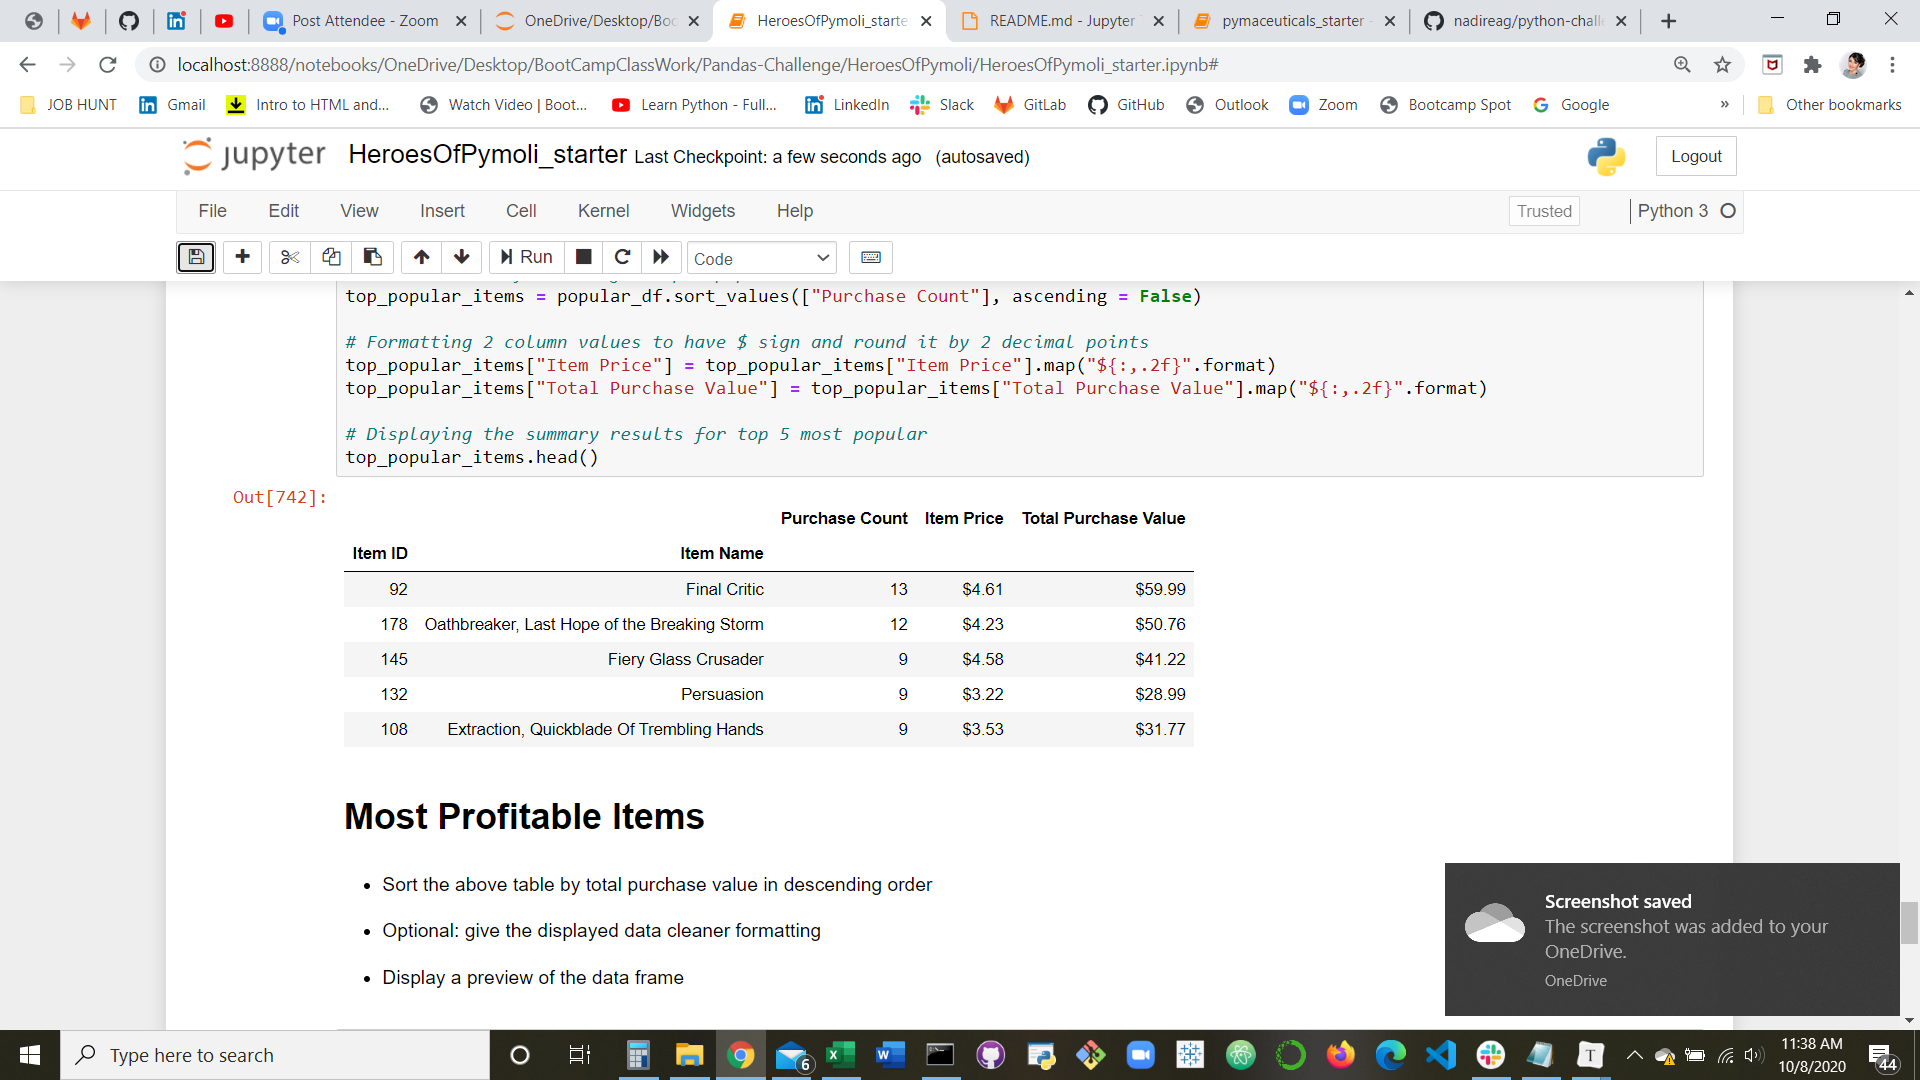 Post Attendee - Zoom
OneDrive/Desktop/Boo
HeroesOfPymoli_starte
README.md - Jupyter
pymaceuticals_starter
nadireag/python-chall
localhost:8888/notebooks/OneDrive/Desktop/BootCampClassWork/Pandas-Challenge/HeroesOfPymoli/HeroesOfPymoli_starter.ipynb#
JOB HUNT Gmail Intro to HTML and... Watch Video | Boot... Learn Python - Full... LinkedIn Slack GitLab GitHub Outlook Zoom Bootcamp Spot Google » Other bookmarks
jupyter HeroesOfPymoli_starter Last Checkpoint: a few seconds ago (autosaved) Logout
File Edit View Insert Cell Kernel Widgets Help Trusted Python 3
Run Code
top_popular_items = popular_df.sort_values(["Purchase Count"], ascending = False)
# Formatting 2 column values to have $ sign and round it by 2 decimal points
top_popular_items["Item Price"] = top_popular_items["Item Price"].map("${:,.2f}".format)
top_popular_items["Total Purchase Value"] = top_popular_items["Total Purchase Value"].map("${:,.2f}".format)
# Displaying the summary results for top 5 most popular
top_popular_items.head()
Out[742]:
Purchase Count Item Price Total Purchase Value
Item ID Item Name
92 Final Critic 13 $4.61 $59.99
178 Oathbreaker, Last Hope of the Breaking Storm 12 $4.23 $50.76
145 Fiery Glass Crusader 9 $4.58 $41.22
132 Persuasion 9 $3.22 $28.99
108 Extraction, Quickblade Of Trembling Hands 9 $3.53 $31.77
Most Profitable Items
• Sort the above table by total purchase value in descending order
• Optional: give the displayed data cleaner formatting
• Display a preview of the data frame
Screenshot saved
The screenshot was added to your
OneDrive.
OneDrive
Type here to search
6
11:38 AM
10/8/2020
44